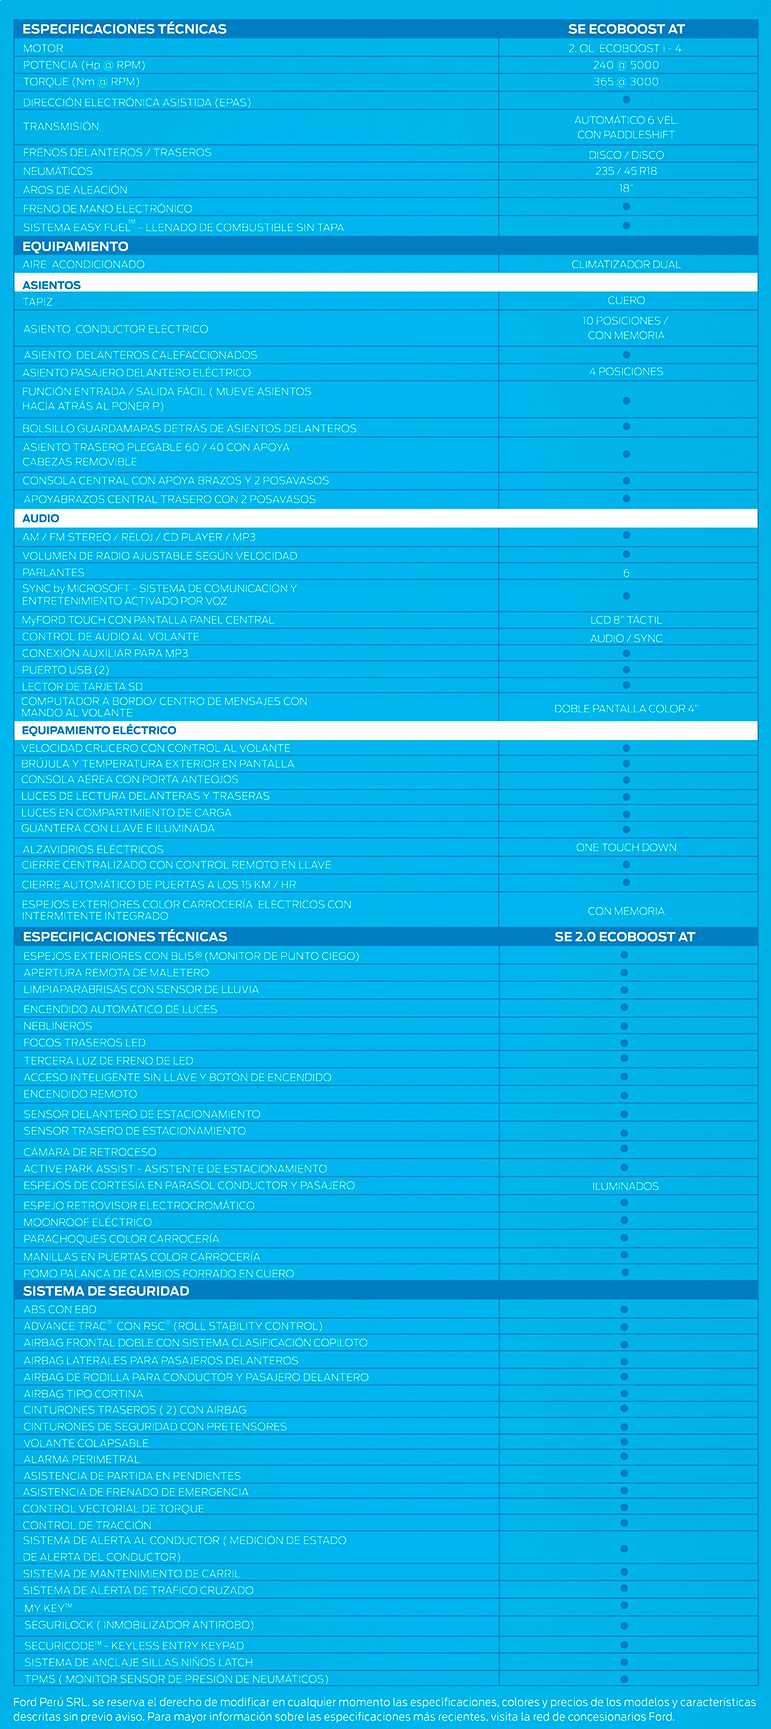 ESPECIFICACIONES TÉCNICAS SE ECOBOOST AT
MOTOR 2. OL ECOBOOST i - 4
POTENCIA (Hp @ RPM) 240 @ 5000
TORQUE (Nm @ RPM) 365 @ 3000
DIRECCIÓN ELECTRÓNICA ASISTIDA (EPAS) ●
TRANSMISIÓN AUTOMÁTICO 6 VEL
CON PADDLESHIFT
FRENOS DELANTEROS / TRASEROS DISCO / DISCO
NEUMÁTICOS 235 / 45 R18
AROS DE ALEACIÓN 18"
FRENO DE MANO ELECTRÓNICO ●
SISTEMA EASY FUEL™ - LLENADO DE COMBUSTIBLE SIN TAPA ●
EQUIPAMIENTO
AIRE ACONDICIONADO CLIMATIZADOR DUAL
ASIENTOS
TAPIZ CUERO
ASIENTO CONDUCTOR ELÉCTRICO 10 POSICIONES /
CON MEMORIA
ASIENTO DELANTEROS CALEFACCIONADOS ●
ASIENTO PASAJERO DELANTERO ELÉCTRICO 4 POSICIONES
FUNCIÓN ENTRADA / SALIDA FÁCIL ( MUEVE ASIENTOS
HACIA ATRÁS AL PONER P) ●
BOLSILLO GUARDAMAPAS DETRÁS DE ASIENTOS DELANTEROS ●
ASIENTO TRASERO PLEGABLE 60 / 40 CON APOYA
CABEZAS REMOVIBLE ●
CONSOLA CENTRAL CON APOYA BRAZOS Y 2 POSAVASOS ●
APOYABRAZOS CENTRAL TRASERO CON 2 POSAVASOS ●
AUDIO
AM / FM STEREO / RELOJ / CD PLAYER / MP3 ●
VOLUMEN DE RADIO AJUSTABLE SEGÚN VELOCIDAD ●
PARLANTES 6
SYNC by MICROSOFT - SISTEMA DE COMUNICACIÓN Y
ENTRETENIMIENTO ACTIVADO POR VOZ ●
MyFORD TOUCH CON PANTALLA PANEL CENTRAL LCD 8" TÁCTIL
CONTROL DE AUDIO AL VOLANTE AUDIO / SYNC
CONEXIÓN AUXILIAR PARA MP3 ●
PUERTO USB (2) ●
LECTOR DE TARJETA SD ●
COMPUTADOR A BORDO/ CENTRO DE MENSAJES CON
MANDO AL VOLANTE DOBLE PANTALLA COLOR 4"
EQUIPAMIENTO ELÉCTRICO
VELOCIDAD CRUCERO CON CONTROL AL VOLANTE ●
BRÚJULA Y TEMPERATURA EXTERIOR EN PANTALLA ●
CONSOLA AÉREA CON PORTA ANTEOJOS ●
LUCES DE LECTURA DELANTERAS Y TRASERAS ●
LUCES EN COMPARTIMIENTO DE CARGA ●
GUANTERA CON LLAVE E ILUMINADA ●
ALZAVIDRIOS ELÉCTRICOS ONE TOUCH DOWN
CIERRE CENTRALIZADO CON CONTROL REMOTO EN LLAVE ●
CIERRE AUTOMÁTICO DE PUERTAS A LOS 15 KM / HR ●
ESPEJOS EXTERIORES COLOR CARROCERÍA ELÉCTRICOS CON
INTERMITENTE INTEGRADO CON MEMORIA
ESPECIFICACIONES TÉCNICAS SE 2.0 ECOBOOST AT
ESPEJOS EXTERIORES CON BLIS® (MONITOR DE PUNTO CIEGO) ●
APERTURA REMOTA DE MALETERO ●
LIMPIAPARABRISAS CON SENSOR DE LLUVIA ●
ENCENDIDO AUTOMÁTICO DE LUCES ●
NEBLINEROS ●
FOCOS TRASEROS LED ●
TERCERA LUZ DE FRENO DE LED ●
ACCESO INTELIGENTE SIN LLAVE Y BOTÓN DE ENCENDIDO ●
ENCENDIDO REMOTO ●
SENSOR DELANTERO DE ESTACIONAMIENTO ●
SENSOR TRASERO DE ESTACIONAMIENTO ●
CÁMARA DE RETROCESO ●
ACTIVE PARK ASSIST - ASISTENTE DE ESTACIONAMIENTO ●
ESPEJOS DE CORTESÍA EN PARASOL CONDUCTOR Y PASAJERO ILUMINADOS
ESPEJO RETROVISOR ELECTROCROMÁTICO ●
MOONROOF ELÉCTRICO ●
PARACHOQUES COLOR CARROCERÍA ●
MANILLAS EN PUERTAS COLOR CARROCERÍA ●
POMO PALANCA DE CAMBIOS FORRADO EN CUERO ●
SISTEMA DE SEGURIDAD
ABS CON EBD ●
ADVANCE TRAC® CON RSC® (ROLL STABILITY CONTROL) ●
AIRBAG FRONTAL DOBLE CON SISTEMA CLASIFICACIÓN COPILOTO ●
AIRBAG LATERALES PARA PASAJEROS DELANTEROS ●
AIRBAG DE RODILLA PARA CONDUCTOR Y PASAJERO DELANTERO ●
AIRBAG TIPO CORTINA ●
CINTURONES TRASEROS ( 2) CON AIRBAG ●
CINTURONES DE SEGURIDAD CON PRETENSORES ●
VOLANTE COLAPSABLE ●
ALARMA PERIMETRAL ●
ASISTENCIA DE PARTIDA EN PENDIENTES ●
ASISTENCIA DE FRENADO DE EMERGENCIA ●
CONTROL VECTORIAL DE TORQUE ●
CONTROL DE TRACCIÓN ●
SISTEMA DE ALERTA AL CONDUCTOR ( MEDICIÓN DE ESTADO
DE ALERTA DEL CONDUCTOR) ●
SISTEMA DE MANTENIMIENTO DE CARRIL ●
SISTEMA DE ALERTA DE TRÁFICO CRUZADO ●
MY KEY™ ●
SEGURILOCK ( INMOBILIZADOR ANTIROBO) ●
SECURICODE™ - KEYLESS ENTRY KEYPAD ●
SISTEMA DE ANCLAJE SILLAS NIÑOS LATCH ●
TPMS ( MONITOR SENSOR DE PRESIÓN DE NEUMÁTICOS) ●
Ford Perú SRL. se reserva el derecho de modificar en cualquier momento las especificaciones, colores y precios de los modelos y características
descritas sin previo aviso. Para mayor información sobre las especificaciones más recientes, visita la red de concesionarios Ford.